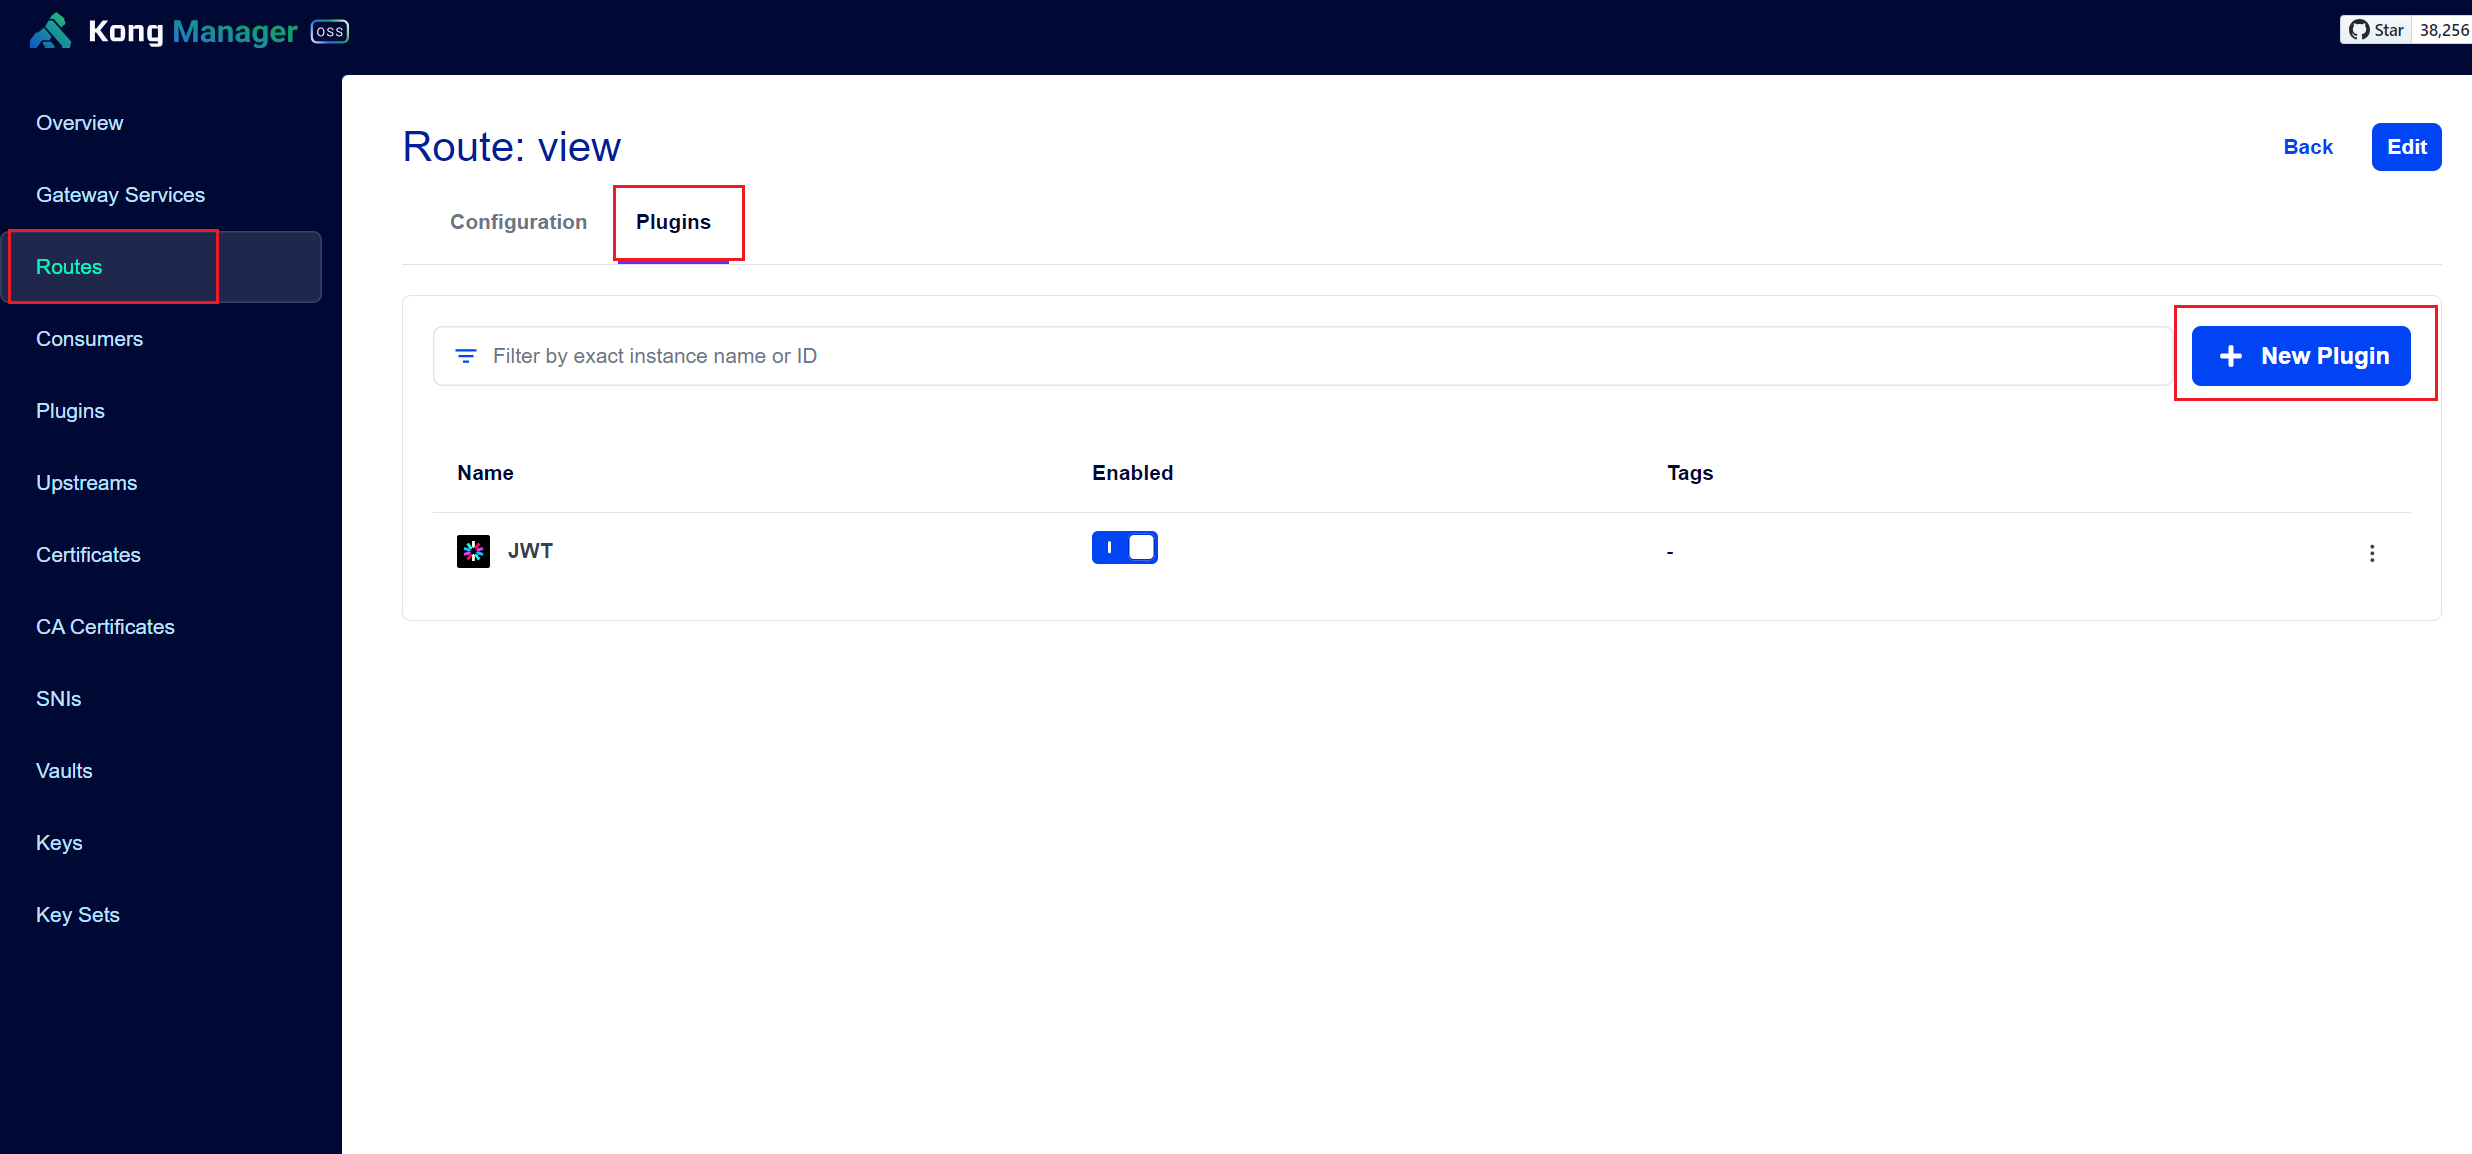 Kong Manager OSS
Star 38,256
Overview
Gateway Services
Routes
Consumers
Plugins
Upstreams
Certificates
CA Certificates
SNIs
Vaults
Keys
Key Sets
Route: view
Back Edit
Configuration Plugins
Filter by exact instance name or ID
New Plugin
Name Enabled Tags
JWT -